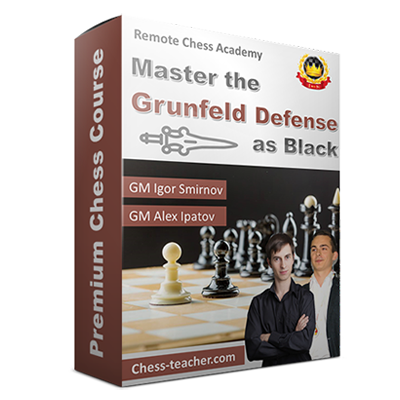 Remote Chess Academy
Master the
Grunfeld Defense
as Black
GM Igor Smirnov
GM Alex Ipatov
Chess-teacher.com
Premium Chess Course